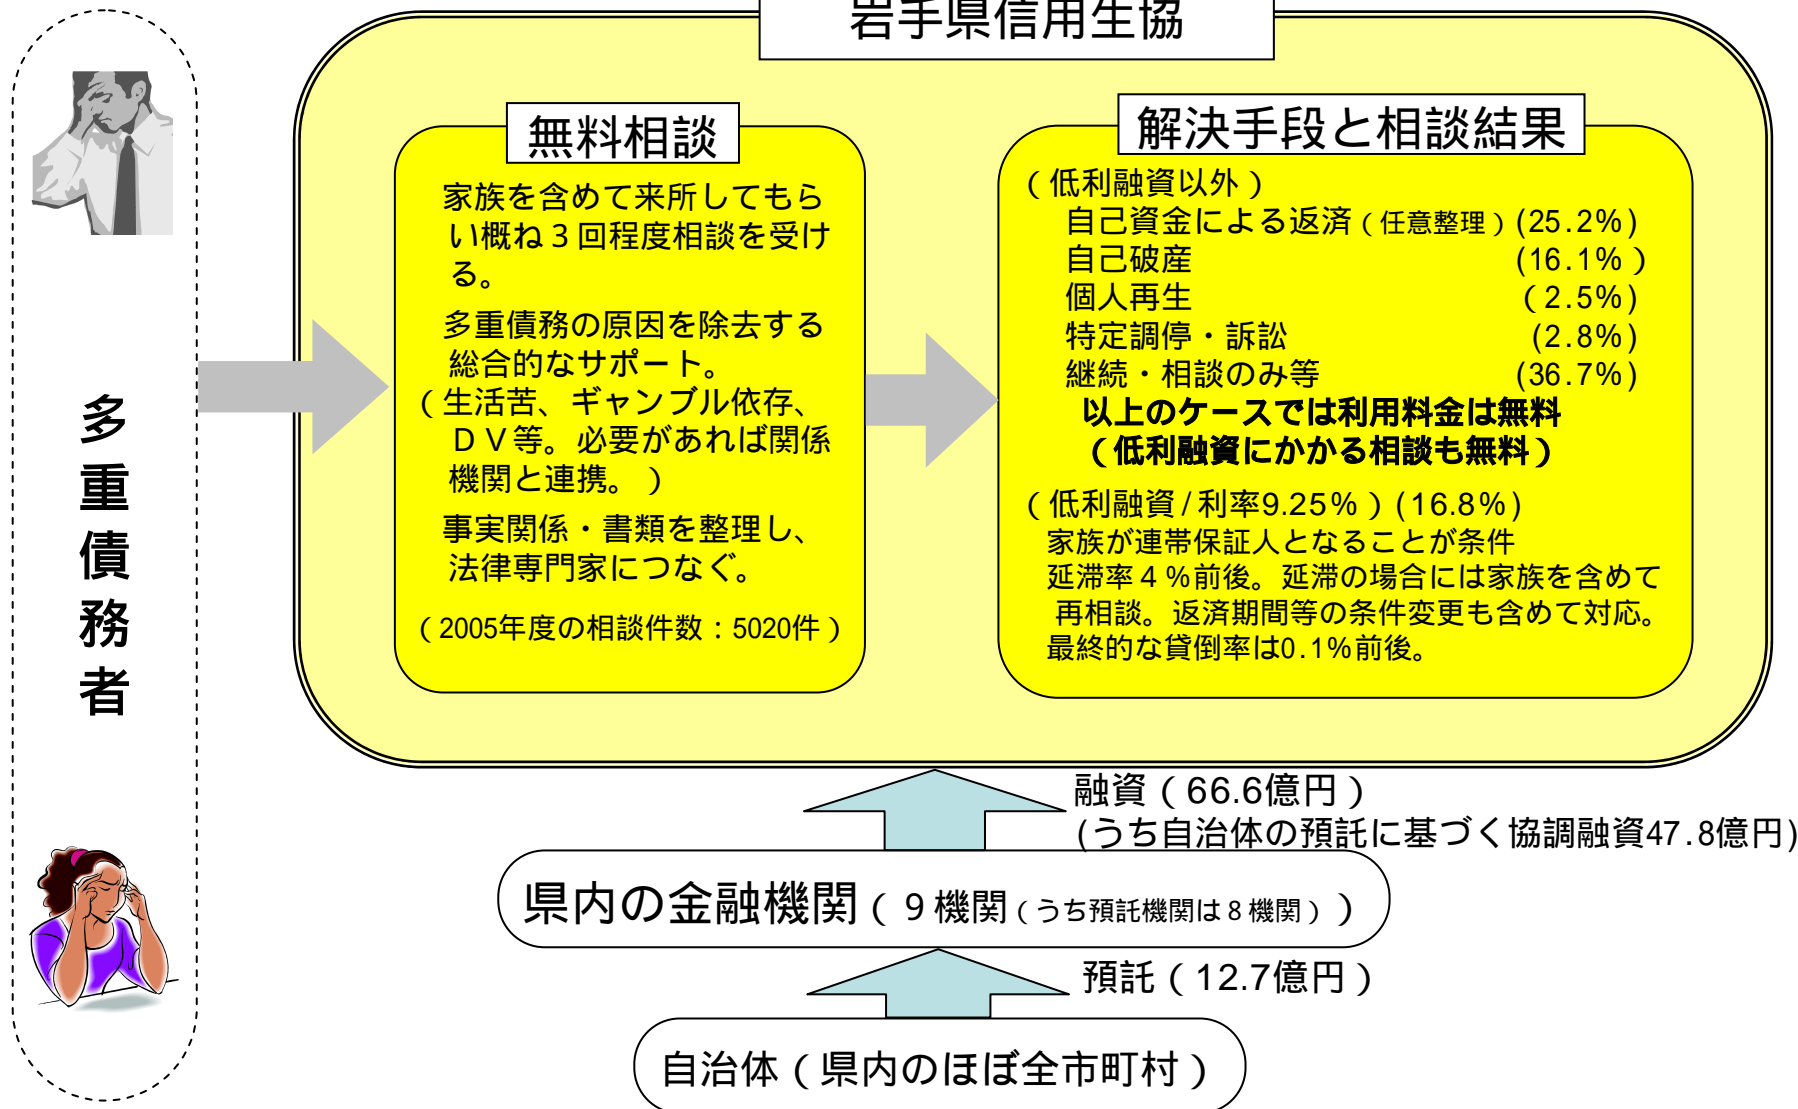 岩手県信用生協
多重債務者
無料相談
家族を含めて来所してもら
い概ね３回程度相談を受け
る。
多重債務の原因を除去する
総合的なサポート。
（生活苦、ギャンブル依存、
ＤＶ等。必要があれば関係
機関と連携。）
事実関係・書類を整理し、
法律専門家につなぐ。
（2005年度の相談件数：5020件）
解決手段と相談結果
（低利融資以外）
自己資金による返済（任意整理）(25.2%)
自己破産 (16.1%）
個人再生 （2.5%)
特定調停・訴訟 (2.8%)
継続・相談のみ等 (36.7%)
以上のケースでは利用料金は無料
（低利融資にかかる相談も無料）
（低利融資/利率9.25%）(16.8%)
家族が連帯保証人となることが条件
延滞率４％前後。延滞の場合には家族を含めて
再相談。返済期間等の条件変更も含めて対応。
最終的な貸倒率は0.1%前後。
融資（66.6億円）
(うち自治体の預託に基づく協調融資47.8億円)
県内の金融機関（９機関（うち預託機関は８機関））
預託（12.7億円）
自治体（県内のほぼ全市町村）